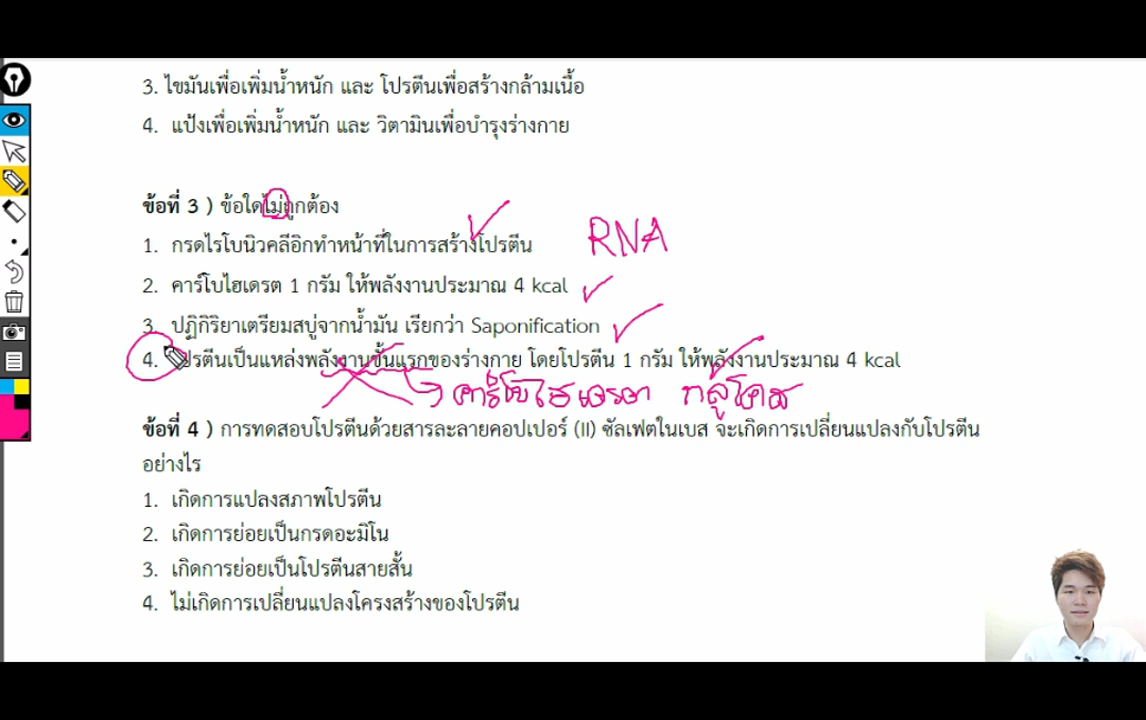 3. ไขมันเพื่อเพิ่มน้ำหนัก และ โปรตีนเพื่อสร้างกล้ามเนื้อ
4. แป้งเพื่อเพิ่มน้ำหนัก และ วิตามินเพื่อบำรุงร่างกาย
ข้อที่ 3 ) ข้อใดไม่ถูกต้อง
1. กรดไรโบนิวคลีอิกทำหน้าที่ในการสร้างโปรตีน RNA
2. คาร์โบไฮเดรต 1 กรัม ให้พลังงานประมาณ 4 kcal
3. ปฏิกิริยาเตรียมสบู่จากน้ำมัน เรียกว่า Saponification
4. โปรตีนเป็นแหล่งพลังงานชั้นแรกของร่างกาย โดยโปรตีน 1 กรัม ให้พลังงานประมาณ 4 kcal
คาร์โบไฮเดรต กลูโคส
ข้อที่ 4 ) การทดสอบโปรตีนด้วยสารละลายคอปเปอร์ (II) ซัลเฟตในเบส จะเกิดการเปลี่ยนแปลงกับโปรตีน
อย่างไร
1. เกิดการแปลงสภาพโปรตีน
2. เกิดการย่อยเป็นกรดอะมิโน
3. เกิดการย่อยเป็นโปรตีนสายสั้น
4. ไม่เกิดการเปลี่ยนแปลงโครงสร้างของโปรตีน